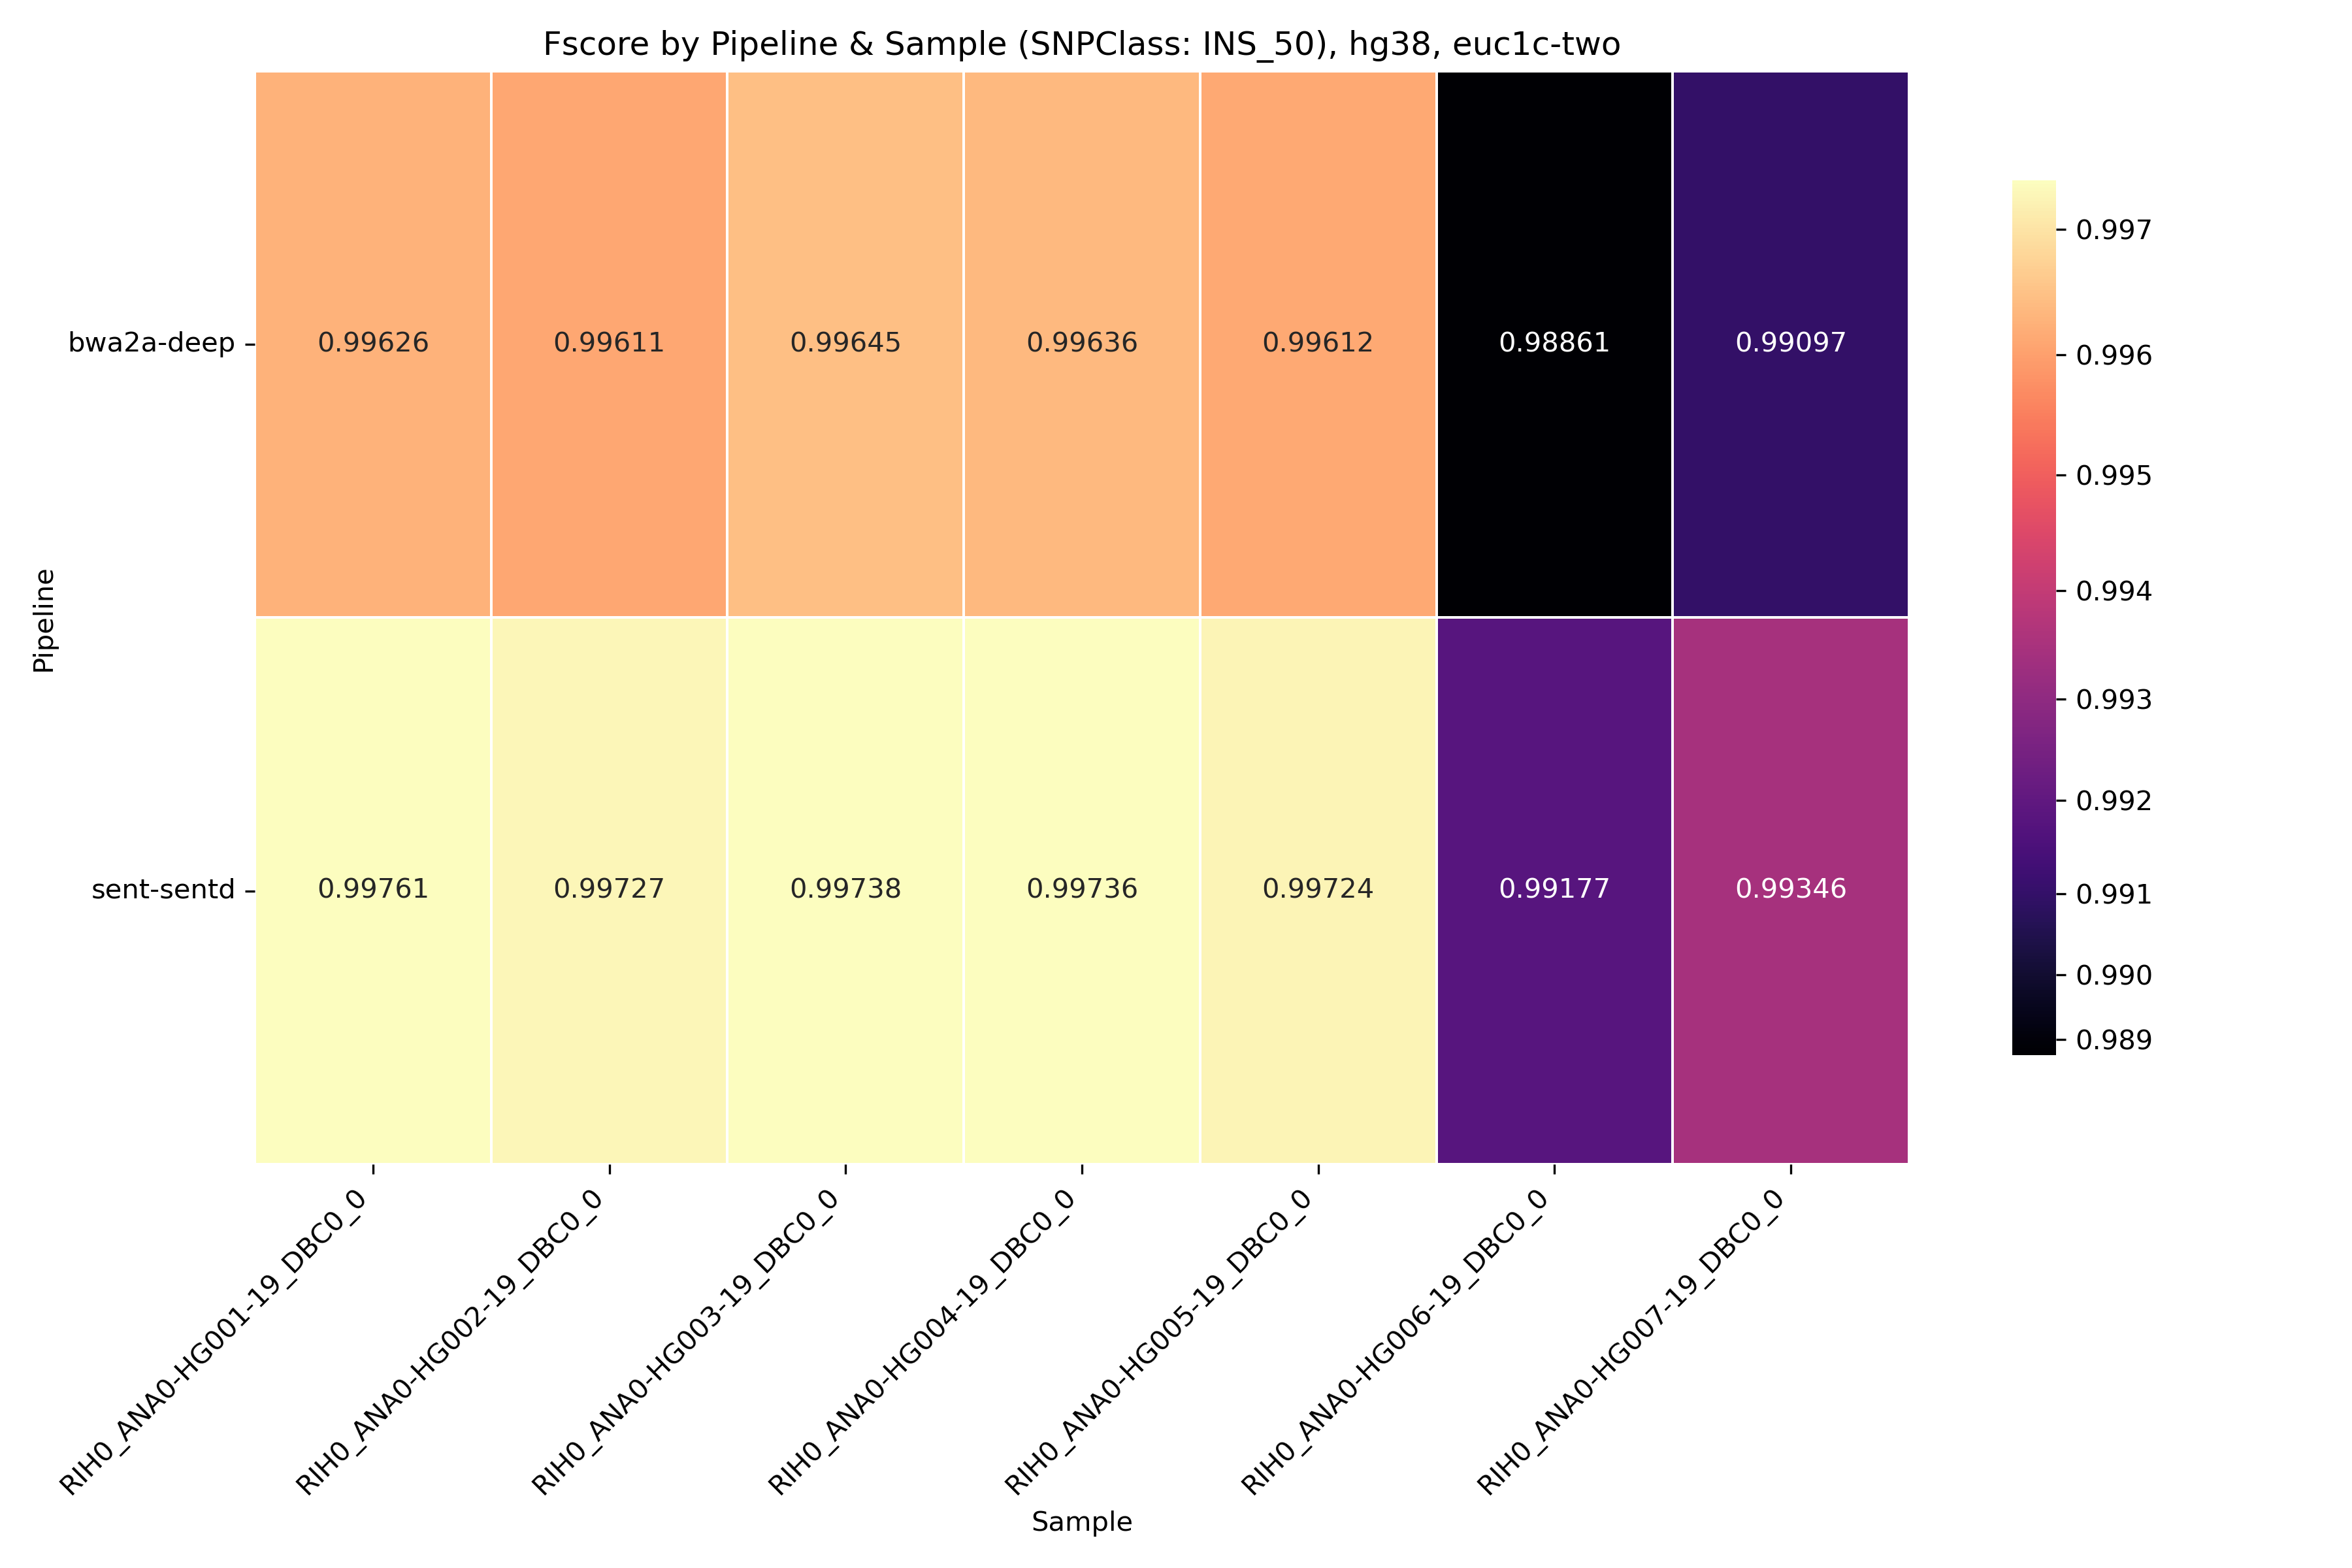 Fscore by Pipeline & Sample (SNPClass: INS_50), hg38, euc1c-two
Pipeline
bwa2a-deep
0.99626 0.99611 0.99645 0.99636 0.99612 0.98861 0.99097
sent-sentd
0.99761 0.99727 0.99738 0.99736 0.99724 0.99177 0.99346
RIH0_ANA0-HG001-19_DBC0_0
RIH0_ANA0-HG002-19_DBC0_0
RIH0_ANA0-HG003-19_DBC0_0
RIH0_ANA0-HG004-19_DBC0_0
RIH0_ANA0-HG005-19_DBC0_0
RIH0_ANA0-HG006-19_DBC0_0
RIH0_ANA0-HG007-19_DBC0_0
Sample
0.997
0.996
0.995
0.994
0.993
0.992
0.991
0.990
0.989